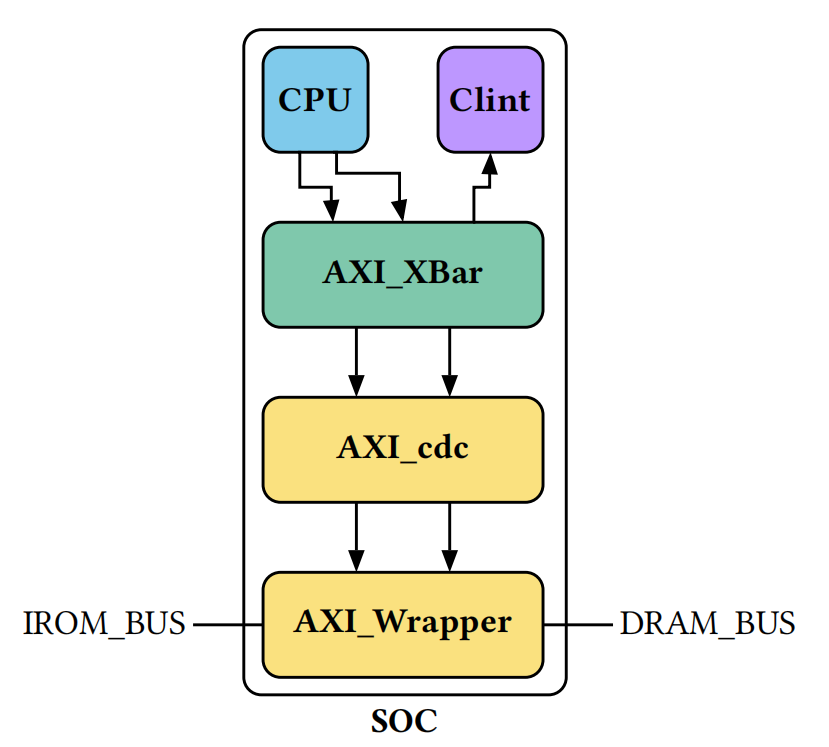 CPU
Clint
AXI_XBar
AXI_cdc
AXI_Wrapper
IROM_BUS
DRAM_BUS
SOC